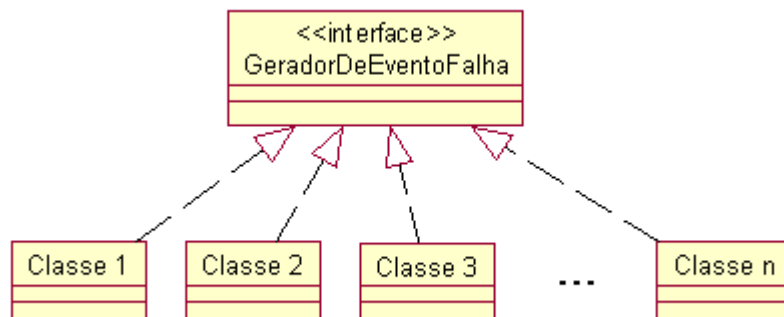 <<interface>>
GeradorDeEventoFalha
Classe 1
Classe 2
Classe 3
...
Classe n